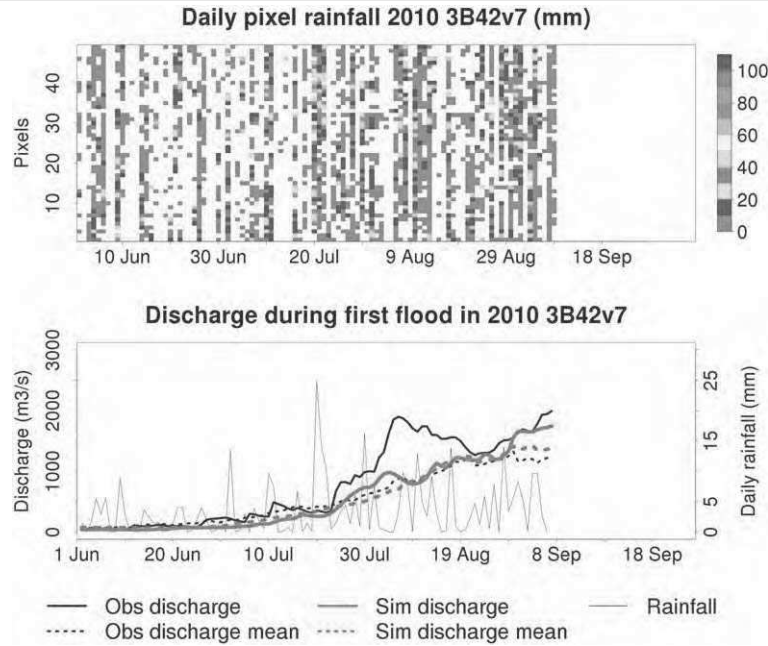 Daily pixel rainfall 2010 3B42v7 (mm)
Pixels
40
30
20
10
10 Jun 30 Jun 20 Jul 9 Aug 29 Aug 18 Sep
100
80
60
40
20
0
Discharge during first flood in 2010 3B42v7
Discharge (m3/s)
3000
2000
1000
0
1 Jun 20 Jun 10 Jul 30 Jul 19 Aug 8 Sep 18 Sep
25
15
5
0
Daily rainfall (mm)
Obs discharge Sim discharge Rainfall
Obs discharge mean Sim discharge mean